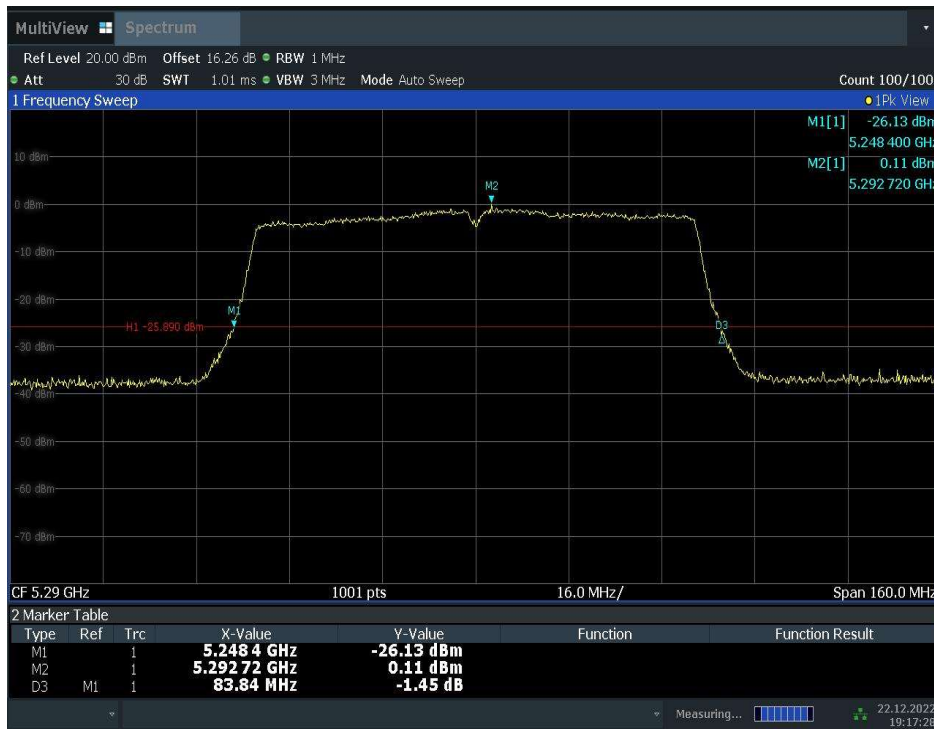 MultiView Spectrum
Ref Level 20.00 dBm Offset 16.26 dB RBW 1 MHz
Att 30 dB SWT 1.01 ms VBW 3 MHz Mode Auto Sweep Count 100/100
1 Frequency Sweep 1Pk View
M1[1] -26.13 dBm
5.248 400 GHz
10 dBm
M2[1] 0.11 dBm
5.292 720 GHz
M2
0 dBm
-10 dBm
-20 dBm
M1
H1 -25.890 dBm
D3
-30 dBm
-40 dBm
-50 dBm
-60 dBm
-70 dBm
CF 5.29 GHz 1001 pts 16.0 MHz/ Span 160.0 MHz
2 Marker Table
Type Ref Trc X-Value Y-Value Function Function Result
M1 1 5.248 4 GHz -26.13 dBm
M2 1 5.292 72 GHz 0.11 dBm
D3 M1 1 83.84 MHz -1.45 dB
Measuring... 22.12.2022
19:17:28